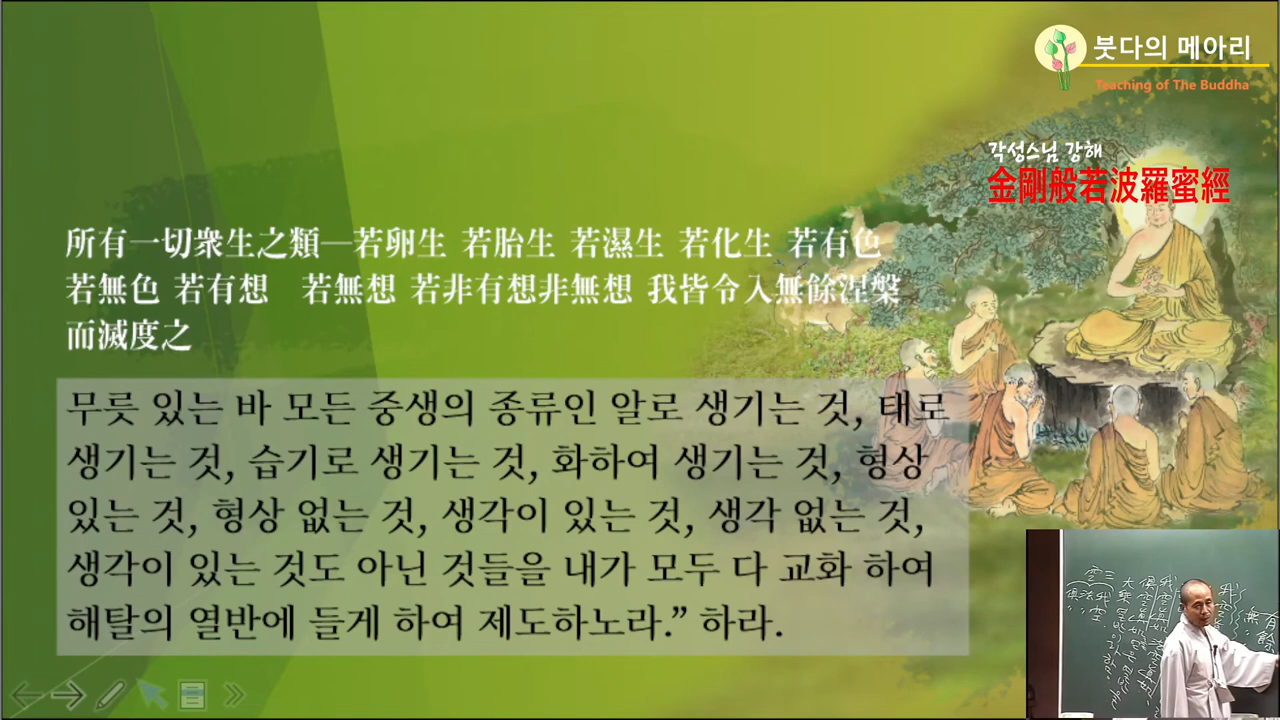 붓다의 메아리
Teaching of The Buddha
각성스님 강해
金剛般若波羅蜜經
所有一切衆生之類─若卵生 若胎生 若濕生 若化生 若有色
若無色 若有想 若無想 若非有想非無想 我皆令入無餘涅槃
而滅度之
무릇 있는 바 모든 중생의 종류인 알로 생기는 것, 태로
생기는 것, 습기로 생기는 것, 화하여 생기는 것, 형상
있는 것, 형상 없는 것, 생각이 있는 것, 생각 없는 것,
생각이 있는 것도 아닌 것들을 내가 모두 다 교화 하여
해탈의 열반에 들게 하여 제도하노라.” 하라.